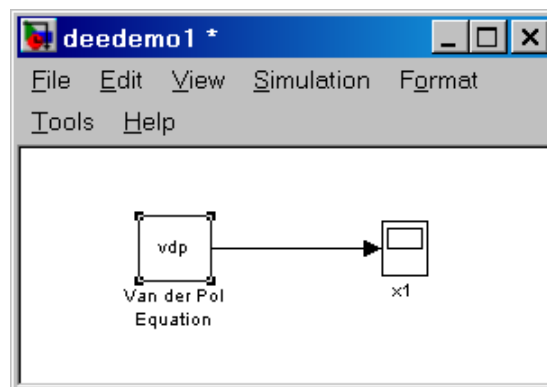 deedemo1 *
File Edit View Simulation Format
Tools Help
vdp
Van der Pol
Equation
x1